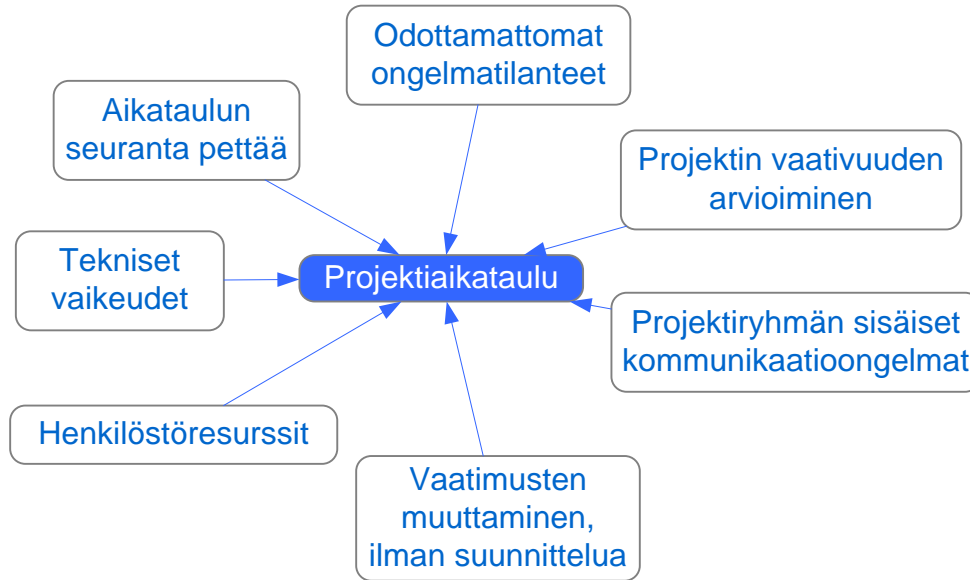 Odottamattomat
ongelmatilanteet
Aikataulun
seuranta pettää
Projektin vaativuuden
arvioiminen
Tekniset
vaikeudet
Projektiaikataulu
Projektiryhmän sisäiset
kommunikaatioongelmat
Henkilöstöresurssit
Vaatimusten
muuttaminen,
ilman suunnittelua